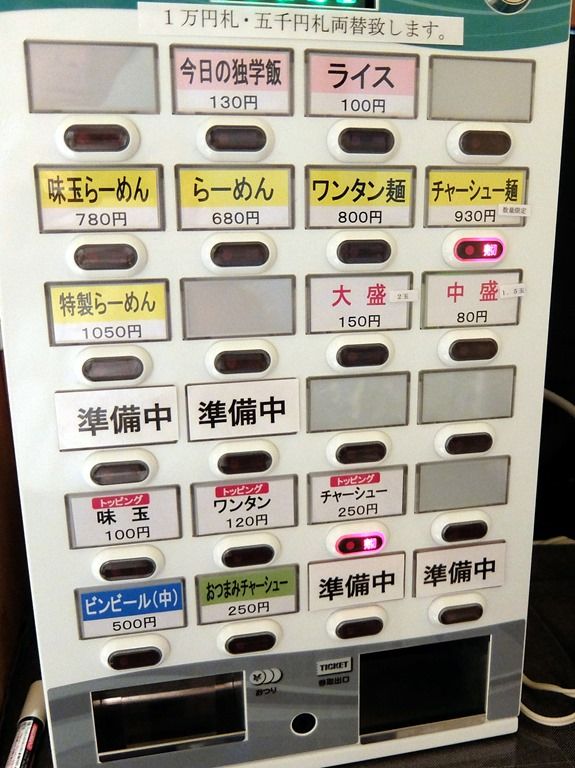 1万円札・五千円札両替致します。
今日の独学飯
130円
ライス
100円
味玉らーめん
780円
らーめん
680円
ワンタン麺
800円
チャーシュー麺
930円
数量限定
特製らーめん
1050円
大盛
2玉
150円
中盛
1.5玉
80円
準備中
準備中
トッピング
味玉
100円
トッピング
ワンタン
120円
トッピング
チャーシュー
250円
ビンビール(中)
500円
おつまみチャーシュー
250円
準備中
準備中
おつり
TICKET
券取出口